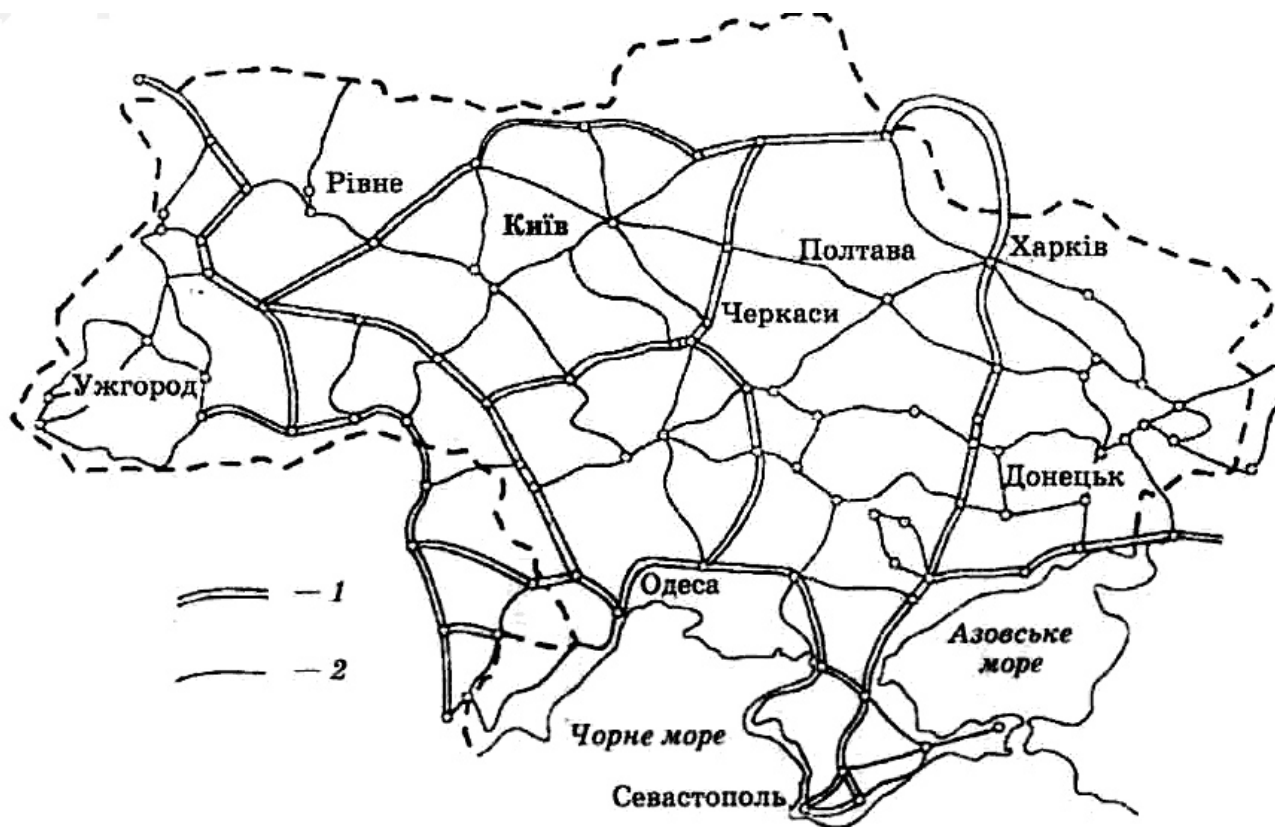 Рівне
Київ
Полтава
Харків
Черкаси
Ужгород
Донецьк
— 1
Одеса
Азовське
море
— 2
Чорне море
Севастополь